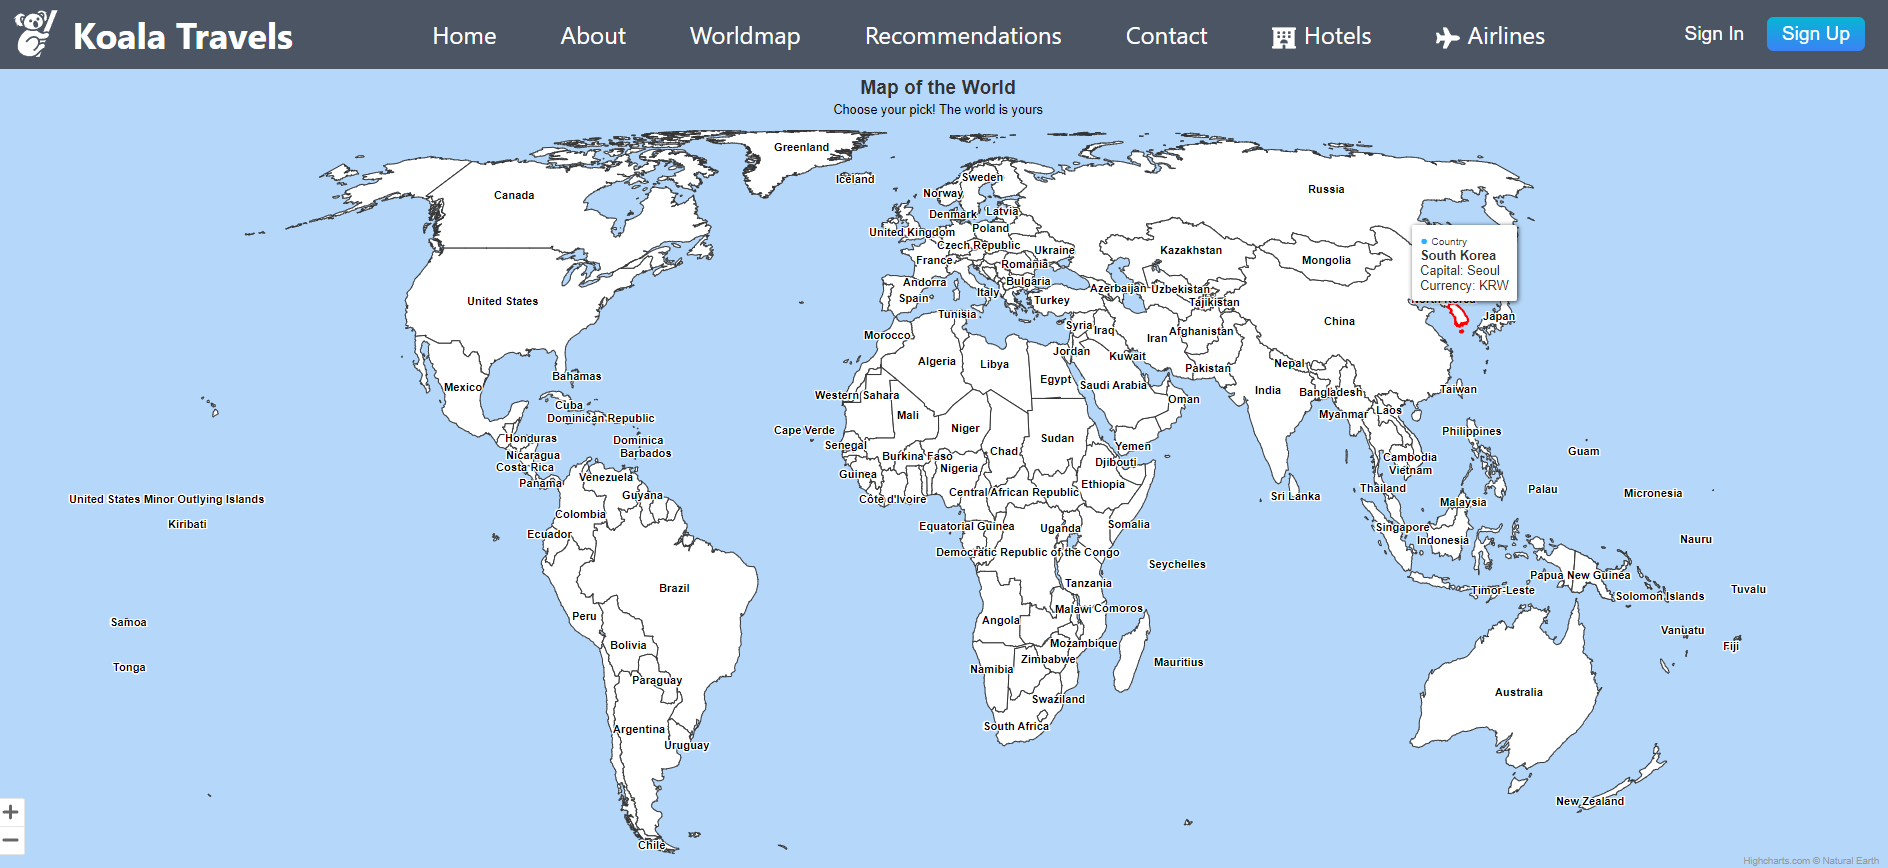 Koala Travels
Home
About
Worldmap
Recommendations
Contact
Hotels
Airlines
Sign In
Sign Up
Map of the World
Choose your pick! The world is yours
Greenland
Iceland
Sweden
Canada
Norway
Russia
Denmark
Latvia
United Kingdom
Poland
Czech Republic
Ukraine
Kazakhstan
France
Romania
Mongolia
Country
South Korea
Capital: Seoul
Currency: KRW
Andorra
Bulgaria
Azerbaijan
Uzbekistan
Italy
Spain
Turkey
Tajikistan
North Korea
United States
Tunisia
Japan
China
Syria
Iraq
Afghanistan
Morocco
Iran
Jordan
Kuwait
Algeria
Libya
Nepal
Pakistan
Bahamas
Egypt
Saudi Arabia
Mexico
India
Bangladesh
Taiwan
Western Sahara
Oman
Cuba
Mali
Myanmar
Laos
Dominican Republic
Cape Verde
Niger
Philippines
Honduras
Dominica
Sudan
Senegal
Yemen
Barbados
Chad
Guam
Nicaragua
Burkina Faso
Djibouti
Cambodia
Costa Rica
Nigeria
Vietnam
Venezuela
Guinea
Panama
Ethiopia
Thailand
Palau
Guyana
Central African Republic
Sri Lanka
Micronesia
United States Minor Outlying Islands
Côte d'Ivoire
Malaysia
Colombia
Kiribati
Equatorial Guinea
Uganda
Somalia
Singapore
Ecuador
Indonesia
Nauru
Democratic Republic of the Congo
Seychelles
Papua New Guinea
Brazil
Tanzania
Timor-Leste
Tuvalu
Solomon Islands
Malawi
Comoros
Peru
Samoa
Angola
Vanuatu
Bolivia
Mozambique
Fiji
Tonga
Namibia
Zimbabwe
Mauritius
Paraguay
Australia
Swaziland
Argentina
South Africa
Uruguay
New Zealand
Chile
+
−
Highcharts.com © Natural Earth